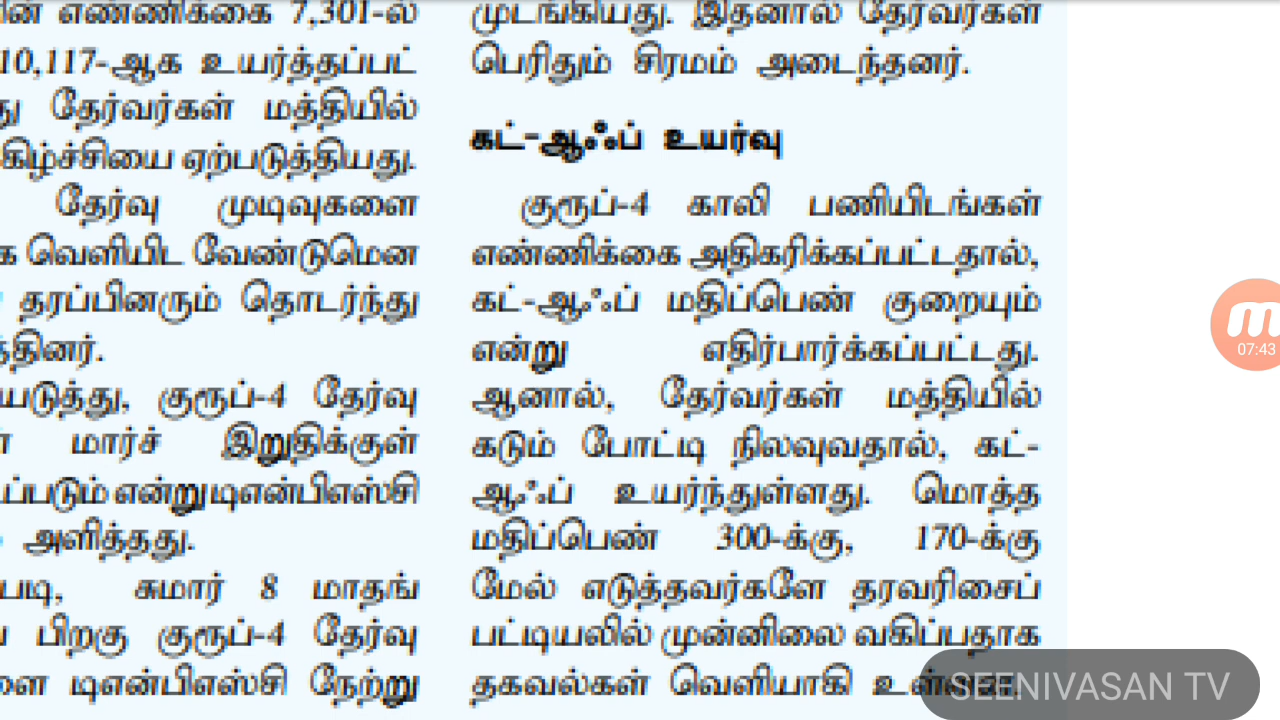 எண்ணிக்கை 7,301-ல்
10,117-ஆக உயர்த்தப்பட்
து தேர்வர்கள் மத்தியில்
கிழ்ச்சியை ஏற்படுத்தியது.
தேர்வு முடிவுகளை
க வெளியிட வேண்டுமென
தரப்பினரும் தொடர்ந்து
த்தினர்.
யடுத்து, குரூப்-4 தேர்வு
மார்ச் இறுதிக்குள்
டப்படும் என்று டிஎன்பிஎஸ்சி
அளித்தது.
படி, சுமார் 8 மாதங்
பிறகு குரூப்-4 தேர்வு
ளை டிஎன்பிஎஸ்சி நேற்று
முடங்கியது. இதனால் தேர்வர்கள்
பெரிதும் சிரமம் அடைந்தனர்.
கட்-ஆஃப் உயர்வு
குரூப்-4 காலி பணியிடங்கள்
எண்ணிக்கை அதிகரிக்கப்பட்டதால்,
கட்-ஆஃப் மதிப்பெண் குறையும்
என்று எதிர்பார்க்கப்பட்டது.
ஆனால், தேர்வர்கள் மத்தியில்
கடும் போட்டி நிலவுவதால், கட்-
ஆஃப் உயர்ந்துள்ளது. மொத்த
மதிப்பெண் 300-க்கு, 170-க்கு
மேல் எடுத்தவர்களே தரவரிசைப்
பட்டியலில் முன்னிலை வகிப்பதாக
தகவல்கள் வெளியாகி உள்ளன.
07:43
SEENIVASAN TV